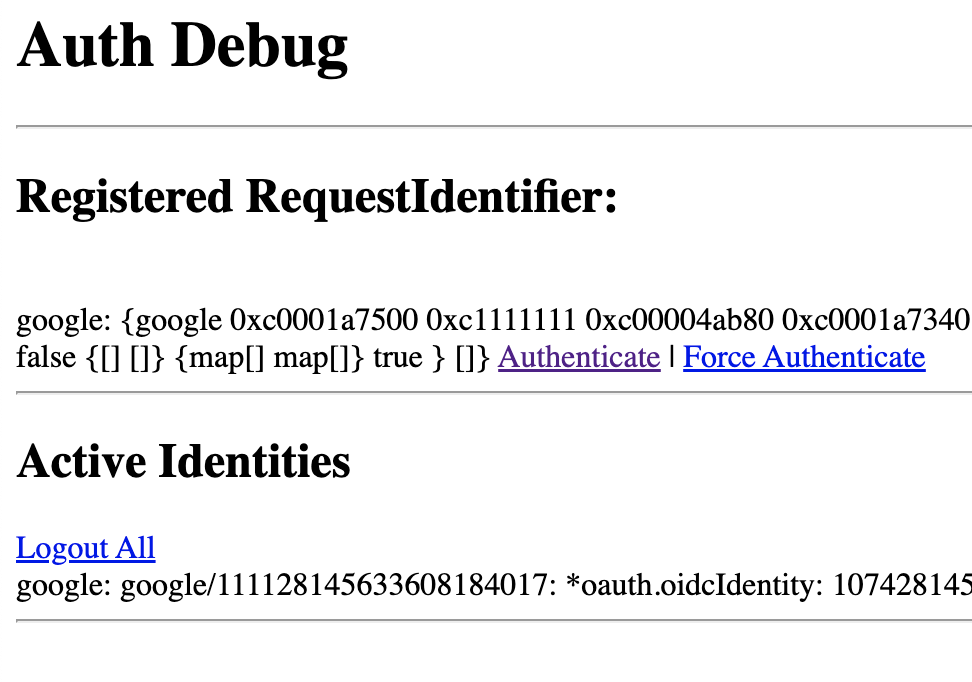 Auth Debug
Registered RequestIdentifier:
google: {google 0xc0001a7500 0xc1111111 0xc00004ab80 0xc0001a7340
false {[] []} {map[] map[]} true } []} Authenticate | Force Authenticate
Active Identities
Logout All
google: google/111128145633608184017: *oauth.oidcIdentity: 107428145